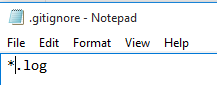 .gitignore - Notepad
File Edit Format View Help
*.log